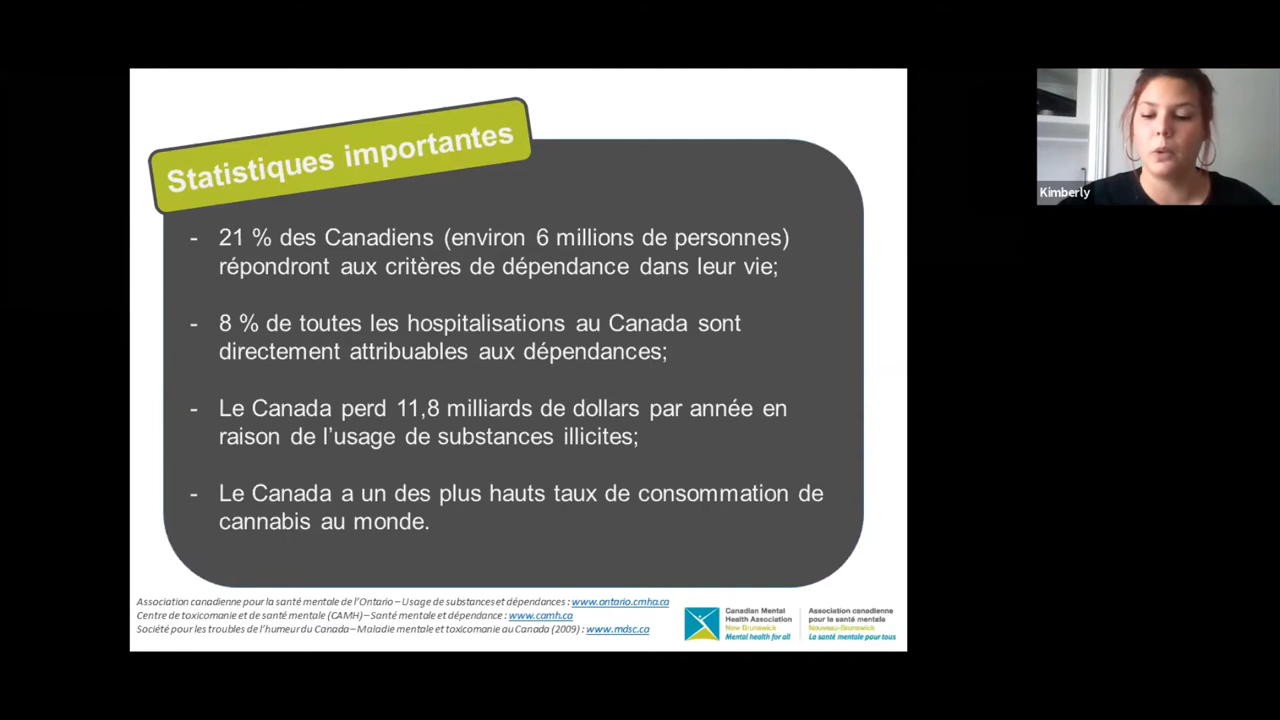 Statistiques importantes
- 21 % des Canadiens (environ 6 millions de personnes)
répondront aux critères de dépendance dans leur vie;
- 8 % de toutes les hospitalisations au Canada sont
directement attribuables aux dépendances;
- Le Canada perd 11,8 milliards de dollars par année en
raison de l’usage de substances illicites;
- Le Canada a un des plus hauts taux de consommation de
cannabis au monde.
Association canadienne pour la santé mentale de l’Ontario – Usage de substances et dépendances : www.ontario.cmha.ca
Centre de toxicomanie et de santé mentale (CAMH) – Santé mentale et dépendance : www.camh.ca
Société pour les troubles de l’humeur du Canada – Maladie mentale et toxicomanie au Canada (2009) : www.mdsc.ca
Canadian Mental
Health Association
New Brunswick
Mental health for all
Association canadienne
pour la santé mentale
Nouveau-Brunswick
La santé mentale pour tous
Kimberly